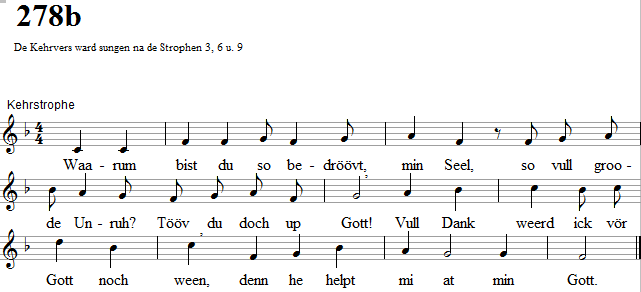 278b
De Kehrvers ward sungen na de Strophen 3, 6 u. 9
Kehrstrophe
4
4
Waa - rum bist du so be - dröövt, min Seel, so vull groo-
de Un - ruh? Tööv du doch up Gott! Vull Dank weerd ick vör
Gott noch ween, denn he helpt mi at min Gott.